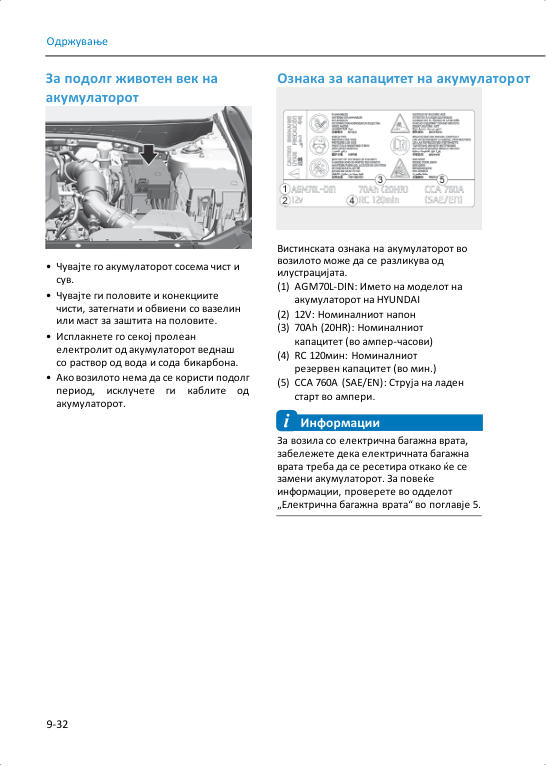 Одржување
За подолг животен век на
акумулаторот
• Чувајте го акумулаторот сосема чист и
сув.
• Чувајте ги половите и конекциите
чисти, затегнати и обвиени со вазелин
или маст за заштита на половите.
• Исплакнете го секој пролеан
електролит од акумулаторот веднаш
со раствор од вода и сода бикарбона.
• Ако возилото нема да се користи подолг
период, исклучете ги каблите од
акумулаторот.
Ознака за капацитет на акумулаторот
1 AGM70L-DIN
3
70Ah (20HR)
5
CCA 760A
2 12v
4 RC 120min
(SAE/EN)
Вистинската ознака на акумулаторот во
возилото може да се разликува од
илустрацијата.
(1) AGM70L-DIN: Името на моделот на
акумулаторот на HYUNDAI
(2) 12V: Номиналниот напон
(3) 70Ah (20HR): Номиналниот
капацитет (во ампер-часови)
(4) RC 120мин: Номиналниот
резервен капацитет (во мин.)
(5) CCA 760A (SAE/EN): Струја на ладен
старт во ампери.
i Информации
За возила со електрична багажна врата,
забележете дека електричната багажна
врата треба да се ресетира откако ќе се
замени акумулаторот. За повеќе
информации, проверете во одделот
„Електрична багажна врата“ во поглавје 5.
9-32